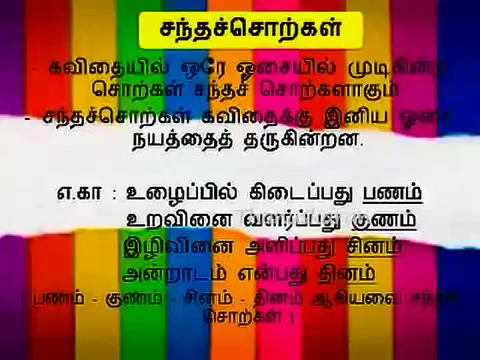 சந்தச்சொற்கள்
- கவிதையில் ஒரே ஓசையில் முடிகின்ற
சொற்கள் சந்தச் சொற்களாகும்
- சந்தச்சொற்கள் கவிதைக்கு இனிய ஓசை
நயத்தைத் தருகின்றன.
எ.கா : உழைப்பில் கிடைப்பது பணம்
உறவினை வளர்ப்பது குணம்
இழிவினை அளிப்பது சினம்
அன்றாடம் என்பது தினம்
( பணம் - குணம் - சினம் - தினம் ஆகியவை சந்தச்
சொற்கள் )